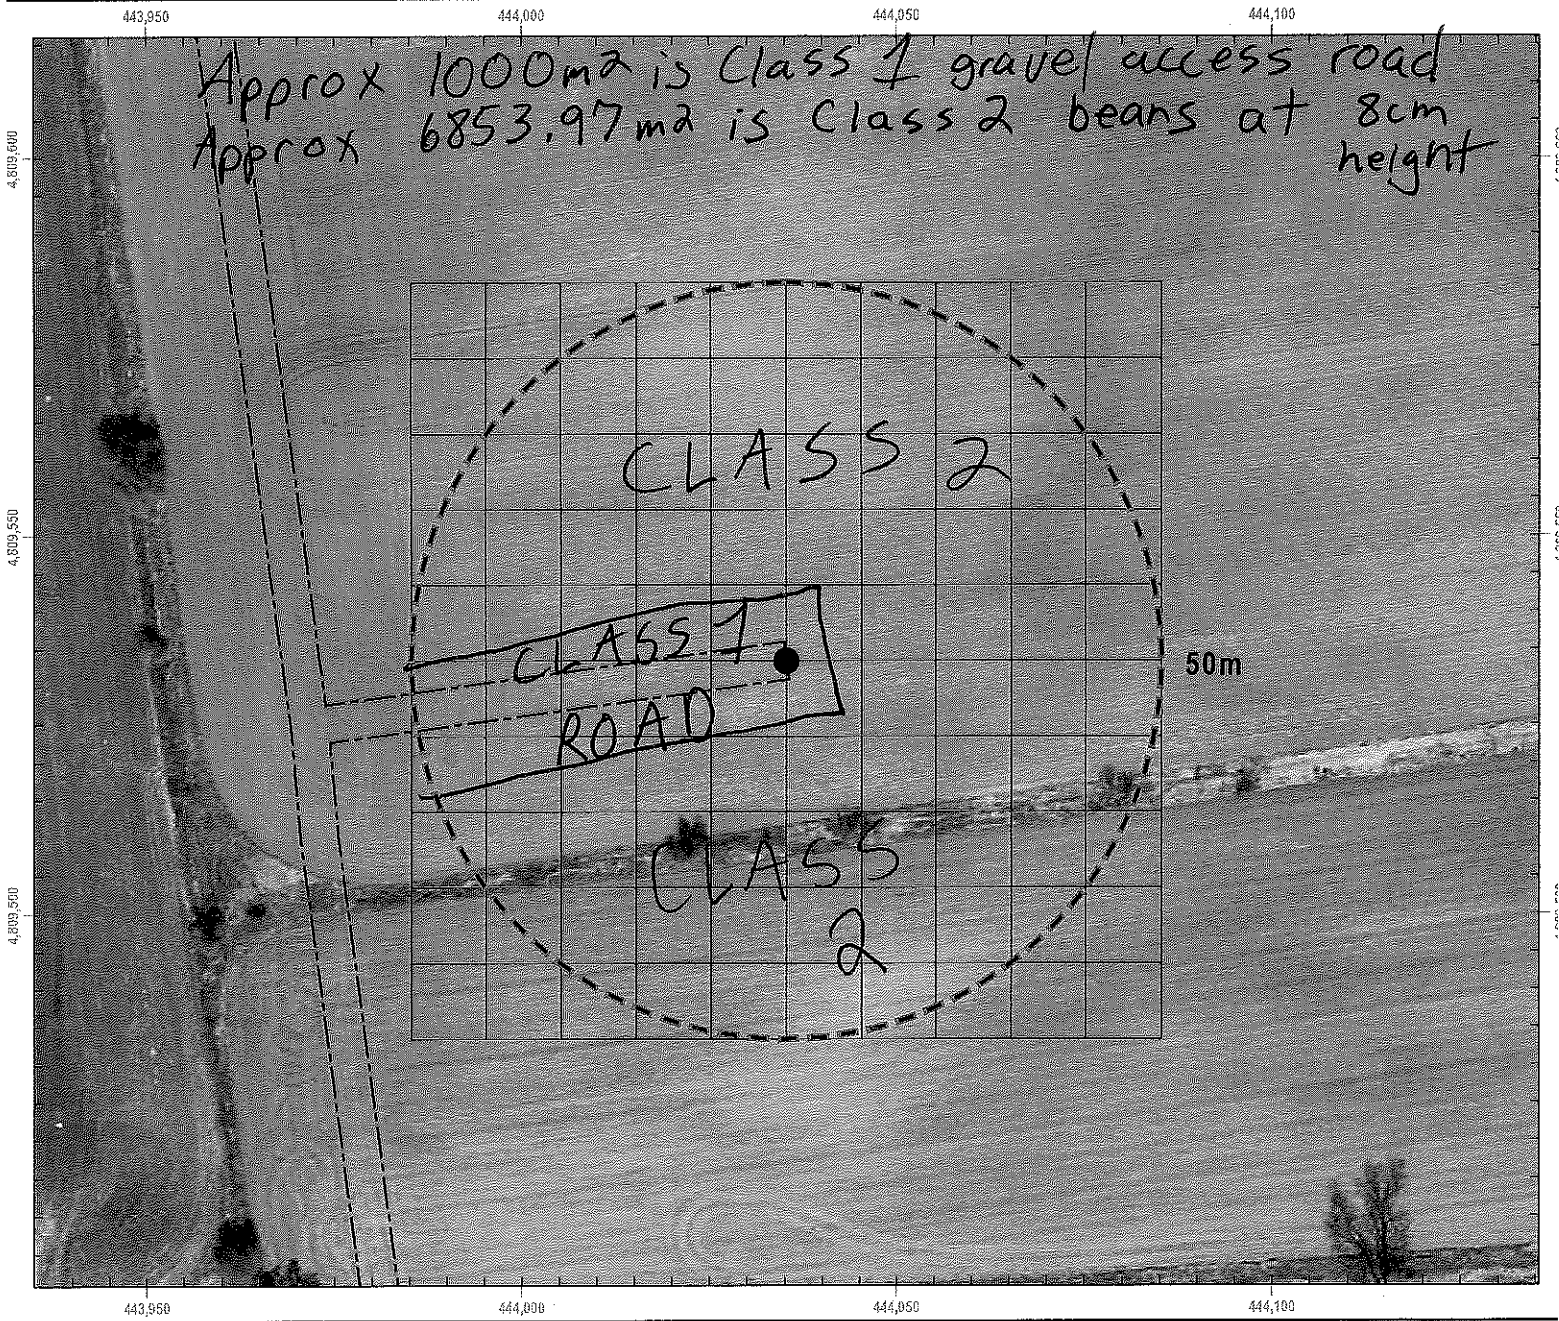 443,950 444,000 444,050 444,100
Approx 1000m2 is Class 1 gravel access road
Approx 6853.97m2 is Class 2 beans at 8cm
height
4,809,600
CLASS 2
4,809,550
CLASS 1
50m
ROAD
CLASS
2
4,809,500
443,950 444,000 444,050 444,100